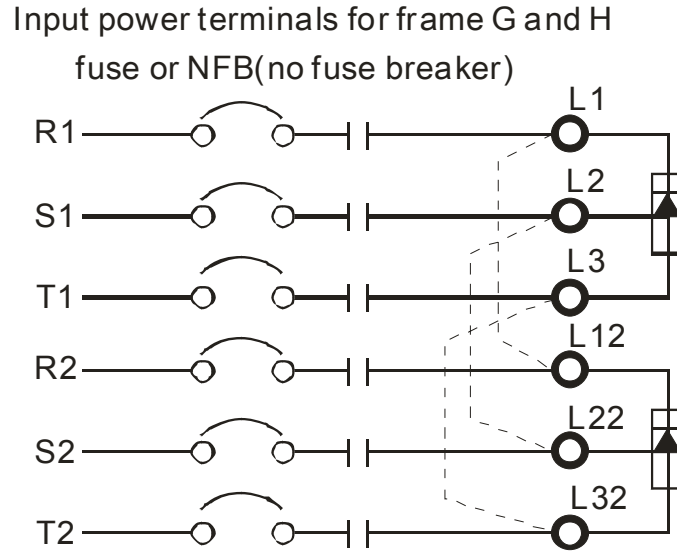 Input power terminals for frame G and H
fuse or NFB(no fuse breaker)
L1
R1
L2
S1
L3
T1
L12
R2
L22
S2
L32
T2